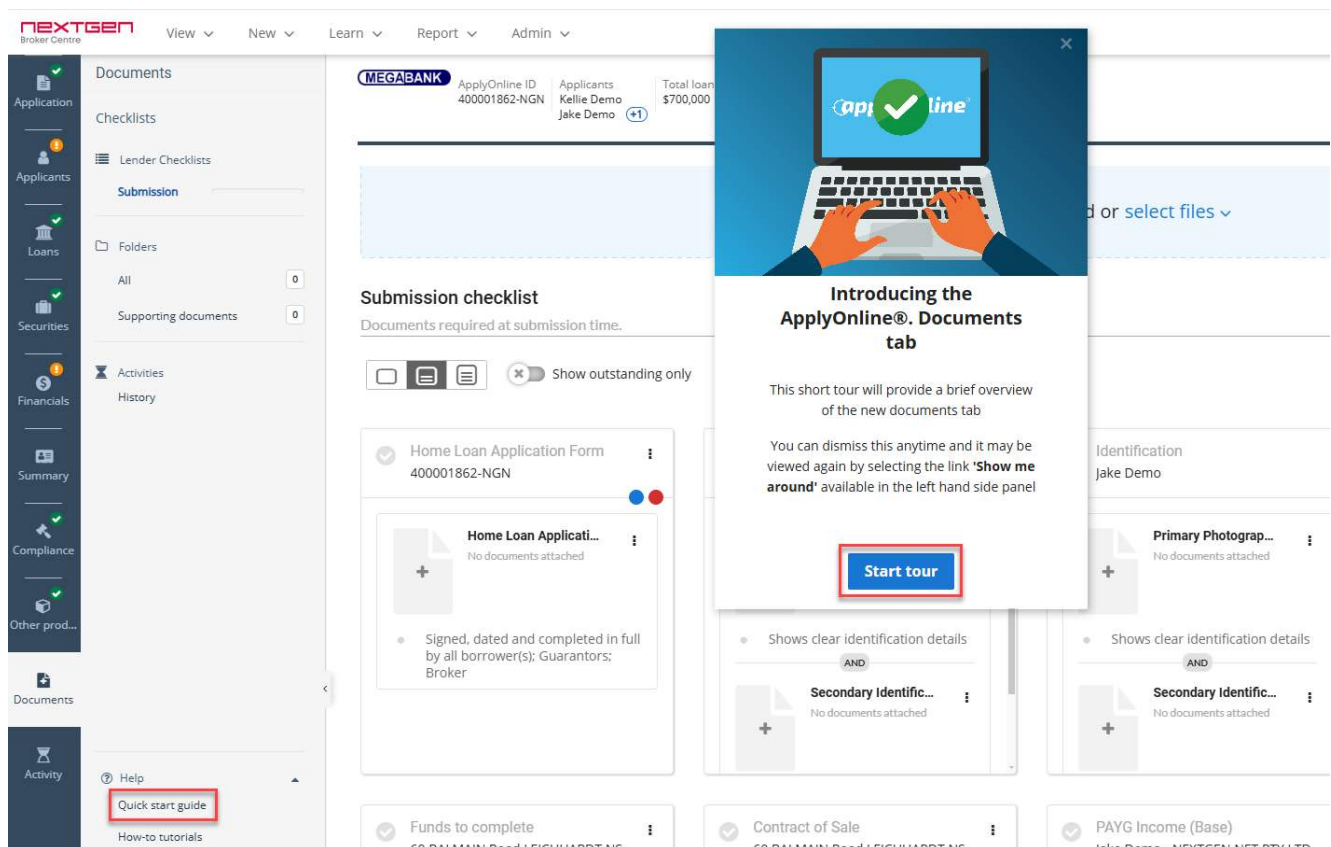 NEXTGEN
Broker Centre
View
New
Learn
Report
Admin
Application
Applicants
Loans
Securities
Financials
Summary
Compliance
Other prod...
Documents
Activity
Documents
Checklists
Lender Checklists
Submission
Folders
All
0
Supporting documents
0
Activities
History
Help
Quick start guide
How-to tutorials
MEGABANK
ApplyOnline ID
400001862-NGN
Applicants
Kellie Demo
Jake Demo +1
Total loan
$700,000
or select files
Submission checklist
Documents required at submission time.
Show outstanding only
Home Loan Application Form
400001862-NGN
Home Loan Applicati...
No documents attached
Signed, dated and completed in full
by all borrower(s); Guarantors;
Broker
Introducing the
ApplyOnline®. Documents
tab
This short tour will provide a brief overview
of the new documents tab
You can dismiss this anytime and it may be
viewed again by selecting the link 'Show me
around' available in the left hand side panel
Start tour
Shows clear identification details
AND
Secondary Identific...
No documents attached
Identification
Jake Demo
Primary Photograp...
No documents attached
Shows clear identification details
AND
Secondary Identific...
No documents attached
Funds to complete
Contract of Sale
PAYG Income (Base)